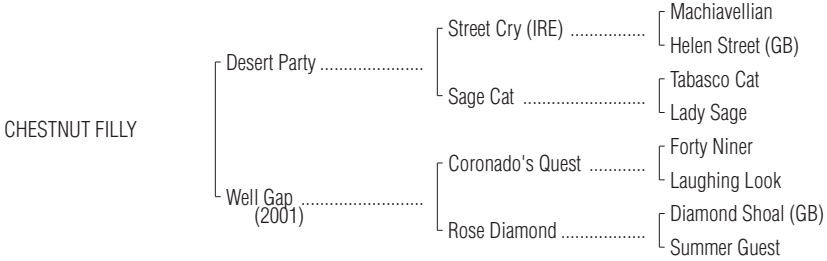 Machiavellian
Street Cry (IRE) ................
Helen Street (GB)
Desert Party ......................
Tabasco Cat
Sage Cat ..........................
Lady Sage
CHESTNUT FILLY
Forty Niner
Coronado's Quest ............
Laughing Look
Well Gap ..........................
(2001)
Diamond Shoal (GB)
Rose Diamond ..................
Summer Guest